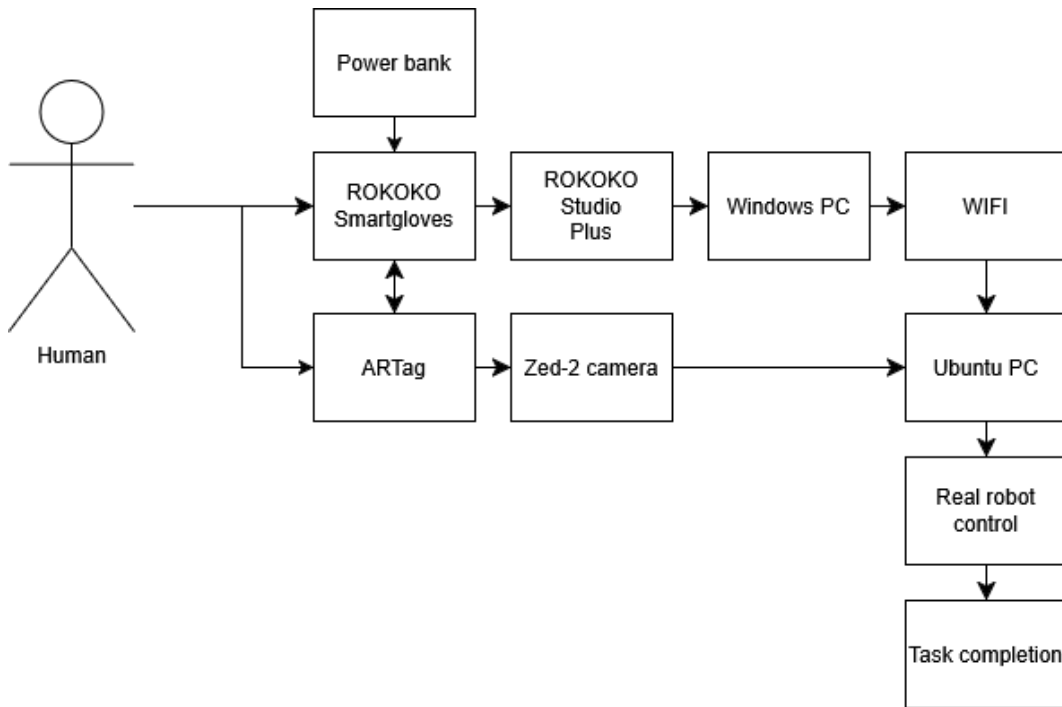 Power bank
ROKOKO
Smartgloves
ROKOKO
Studio
Plus
Windows PC
WIFI
Human
ARTag
Zed-2 camera
Ubuntu PC
Real robot
control
Task completion